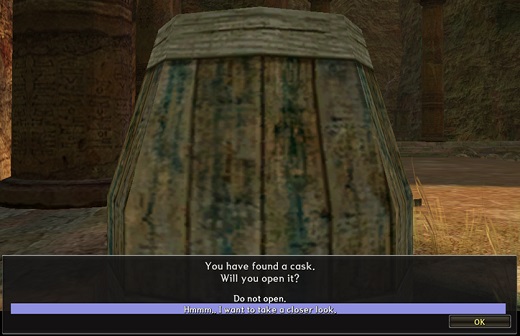 You have found a cask.
Will you open it?
Do not open.
Hmmm.. I want to take a closer look.
OK